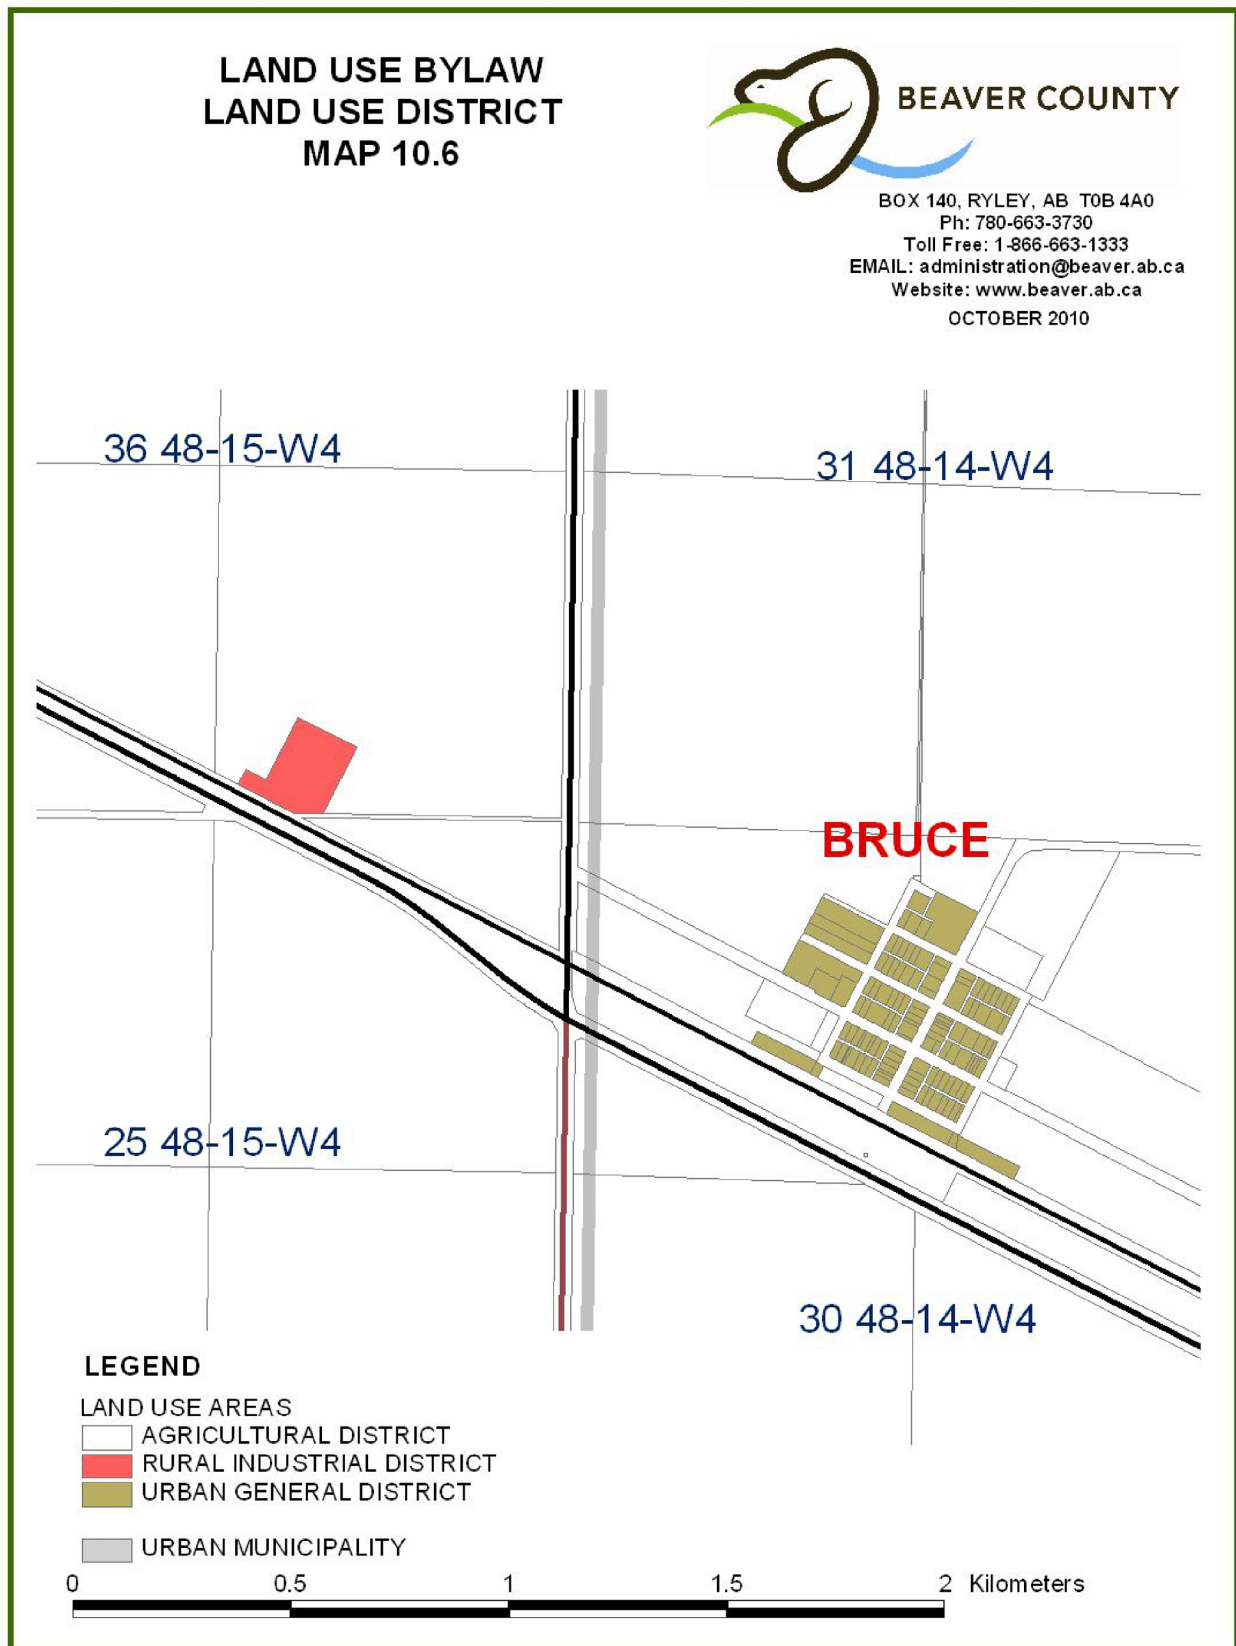 LAND USE BYLAW
LAND USE DISTRICT
MAP 10.6
BEAVER COUNTY
BOX 140, RYLEY, AB T0B 4A0
Ph: 780-663-3730
Toll Free: 1-866-663-1333
EMAIL: administration@beaver.ab.ca
Website: www.beaver.ab.ca
OCTOBER 2010
36 48-15-W4
31 48-14-W4
BRUCE
25 48-15-W4
30 48-14-W4
LEGEND
LAND USE AREAS
AGRICULTURAL DISTRICT
RURAL INDUSTRIAL DISTRICT
URBAN GENERAL DISTRICT
URBAN MUNICIPALITY
0 0.5 1 1.5 2 Kilometers